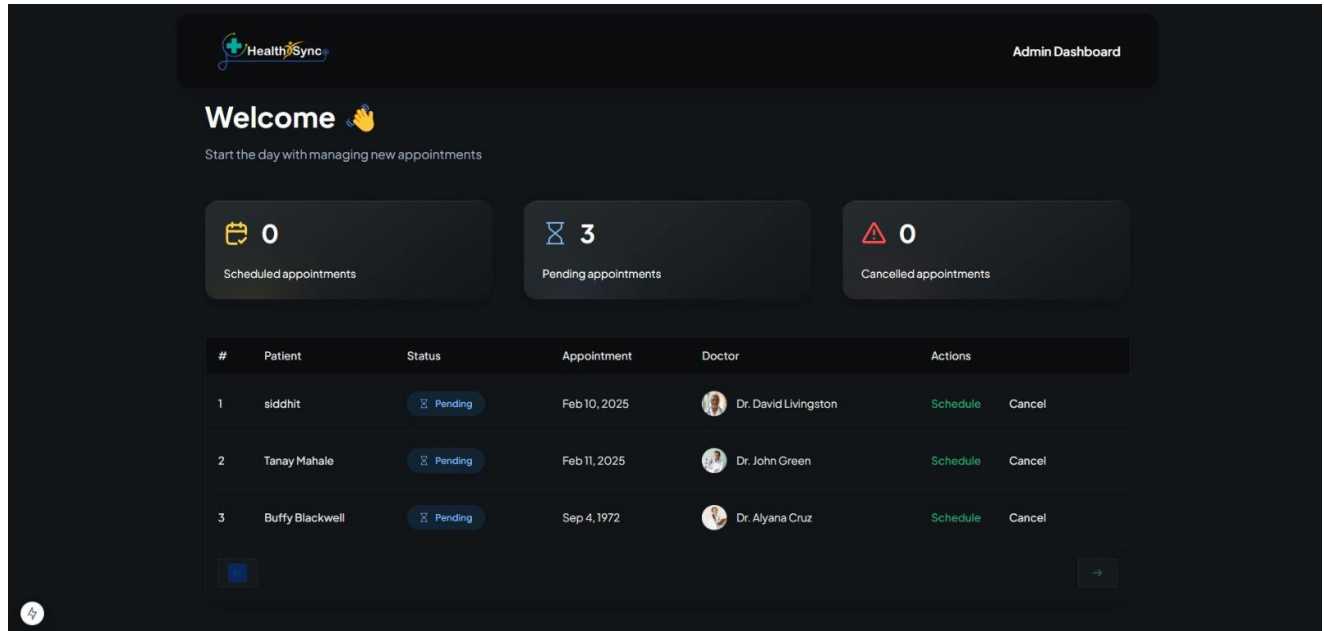 HealthSync
Admin Dashboard
Welcome 👋
Start the day with managing new appointments
0
Scheduled appointments
3
Pending appointments
0
Cancelled appointments
# Patient Status Appointment Doctor Actions
1 siddhit Pending Feb 10, 2025 Dr. David Livingston Schedule Cancel
2 Tanay Mahale Pending Feb 11, 2025 Dr. John Green Schedule Cancel
3 Buffy Blackwell Pending Sep 4, 1972 Dr. Alyana Cruz Schedule Cancel